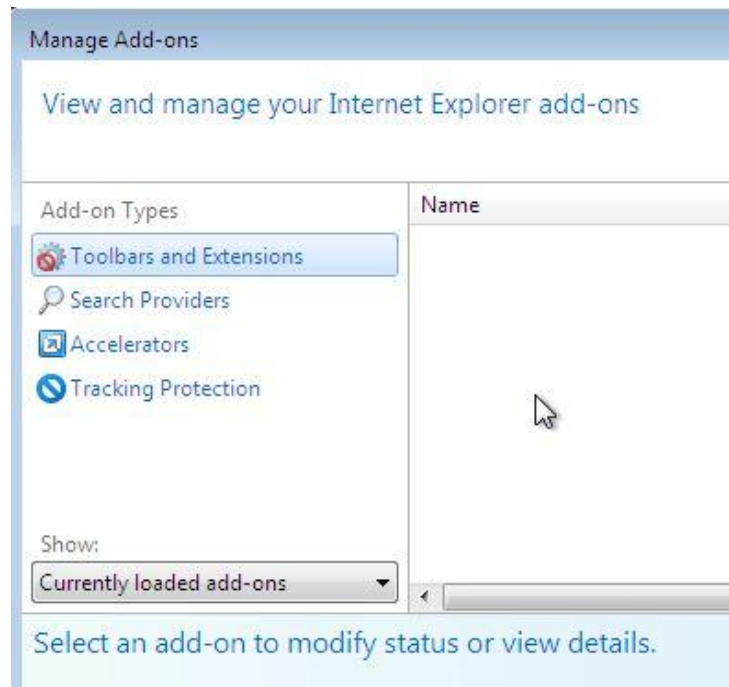 Manage Add-ons
View and manage your Internet Explorer add-ons
Add-on Types
Name
Toolbars and Extensions
Search Providers
Accelerators
Tracking Protection
Show:
Currently loaded add-ons
Select an add-on to modify status or view details.